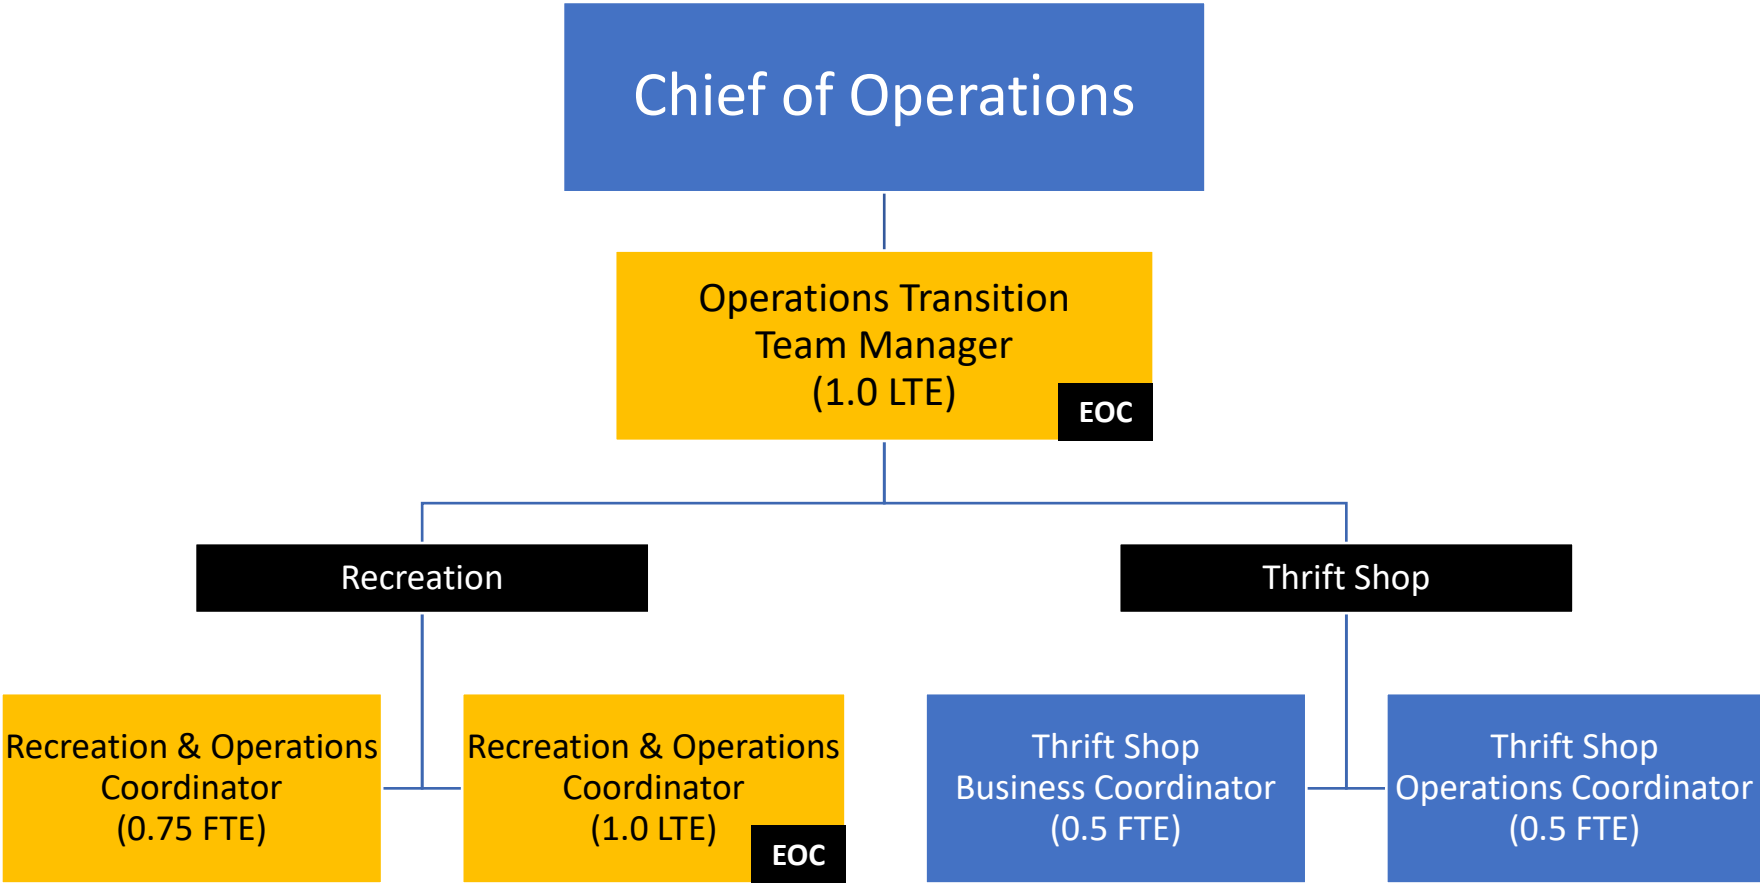 Chief of Operations
Operations Transition
Team Manager
(1.0 LTE)
EOC
Recreation
Thrift Shop
Recreation & Operations
Coordinator
(0.75 FTE)
Recreation & Operations
Coordinator
(1.0 LTE)
EOC
Thrift Shop
Business Coordinator
(0.5 FTE)
Thrift Shop
Operations Coordinator
(0.5 FTE)